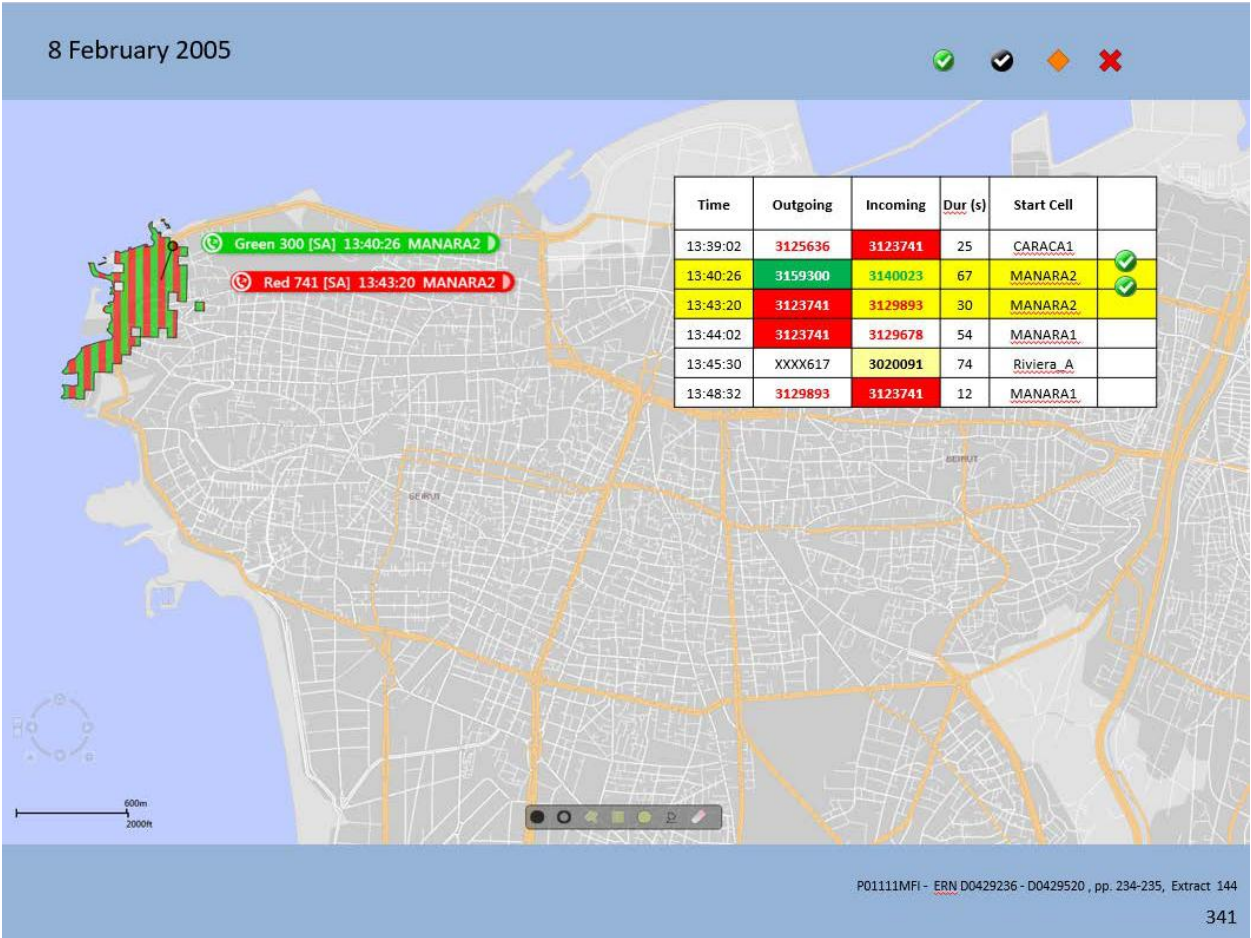 8 February 2005
Time Outgoing Incoming Dur (s) Start Cell
13:39:02 3125636 3123741 25 CARACA1
13:40:26 3159300 3140023 67 MANARA2
13:43:20 3123741 3129893 30 MANARA2
13:44:02 3123741 3129678 54 MANARA1
13:45:30 XXXX617 3020091 74 Riviera_A
13:48:32 3129893 3123741 12 MANARA1
Green 300 [SA] 13:40:26 MANARA2
Red 741 [SA] 13:43:20 MANARA2
BEIRUT
BEIRUT
600m
2000ft
P01111MFI - ERN D0429236 - D0429520 , pp. 234-235, Extract 144
341